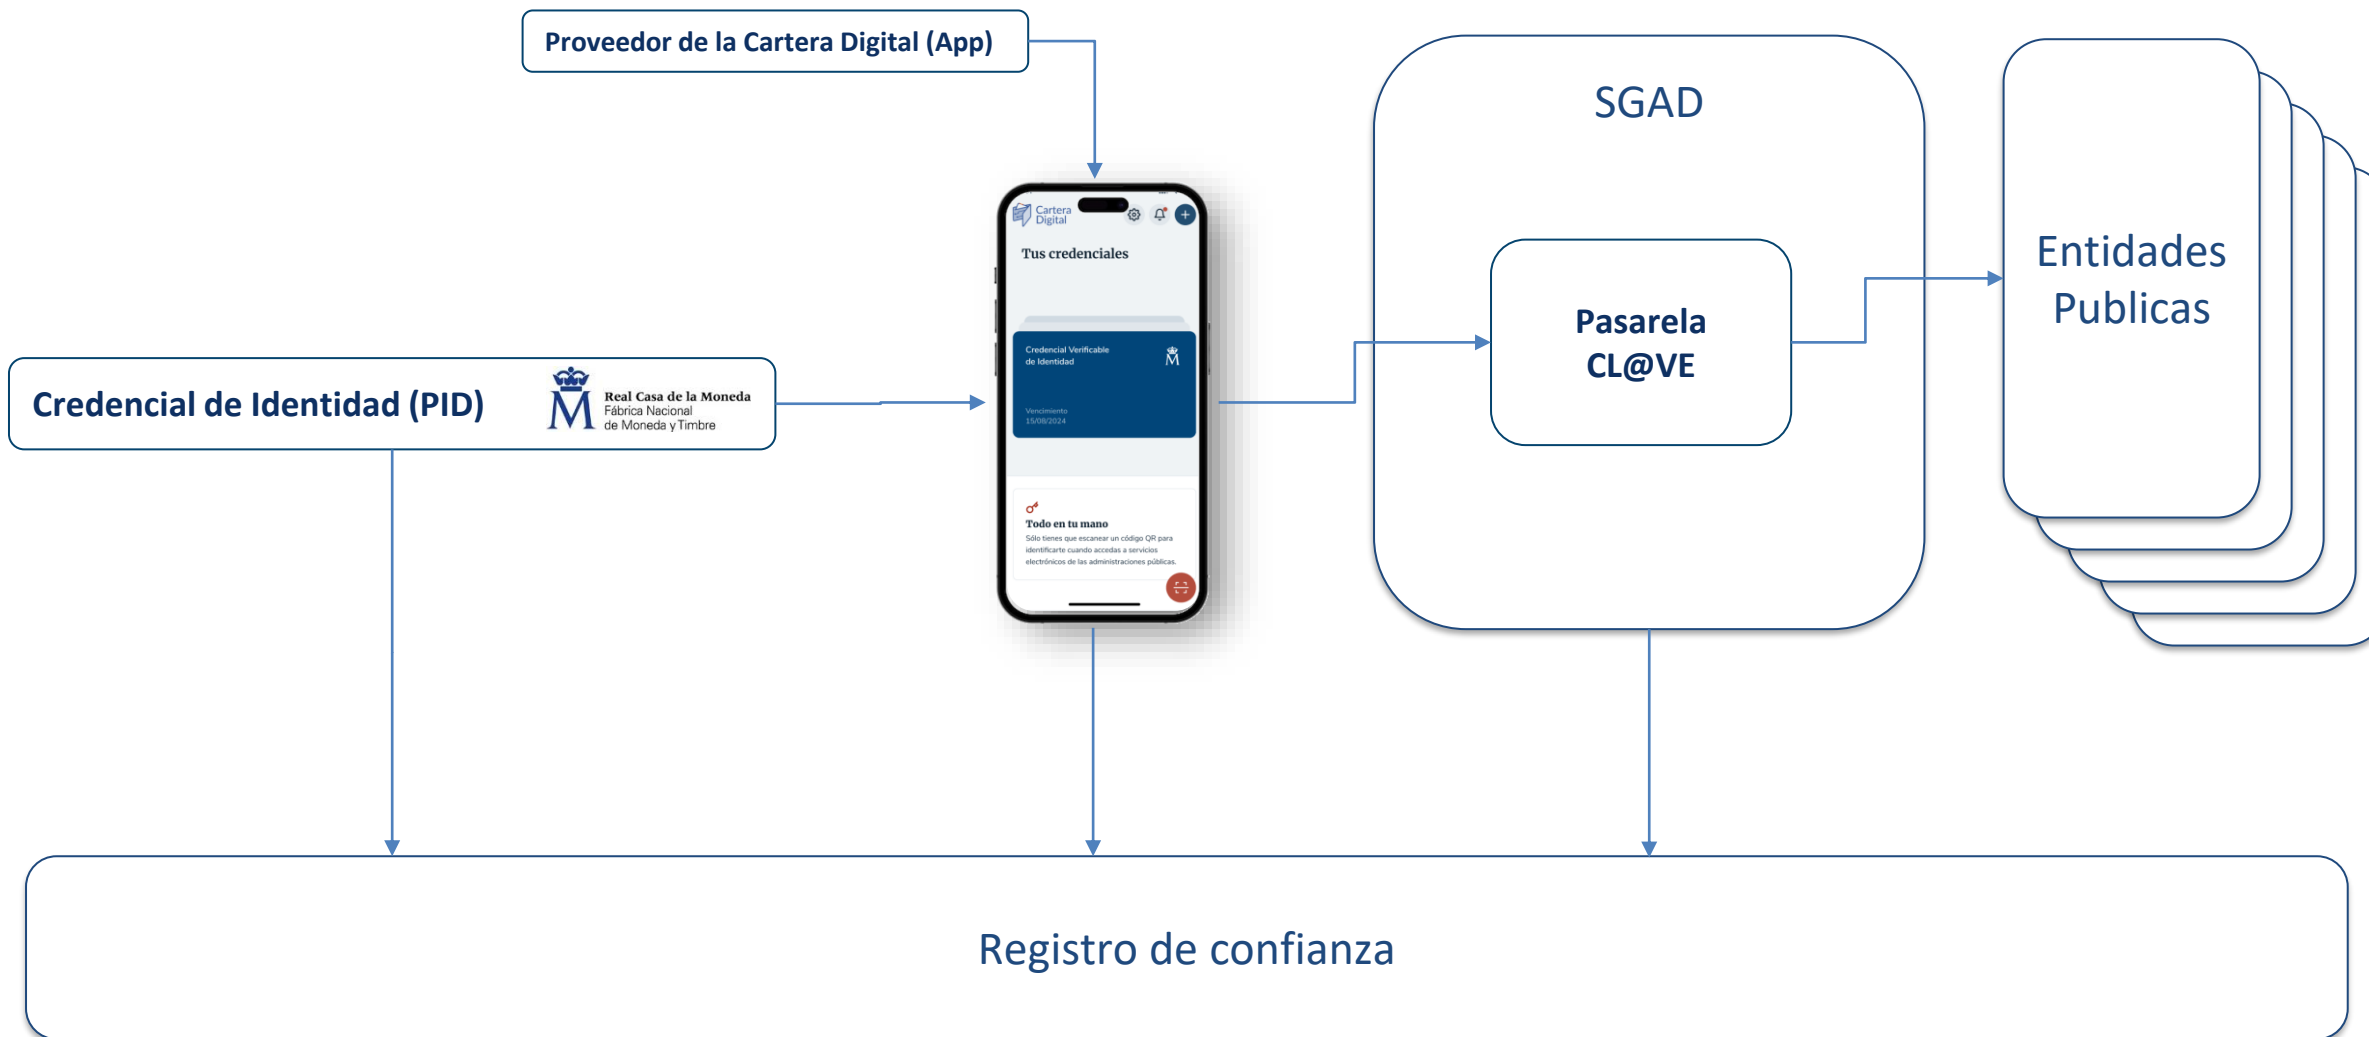 Proveedor de la Cartera Digital (App)
SGAD
Cartera
Digital
Tus credenciales
Entidades
Publicas
Pasarela
CL@VE
Credencial Verificable
de Identidad
M
Credencial de Identidad (PID)
M
Real Casa de la Moneda
Fábrica Nacional
de Moneda y Timbre
Vencimiento
15/08/2024
Todo en tu mano
Sólo tienes que escanear un código QR para
identificarte cuando accedas a servicios
electrónicos de las administraciones públicas.
Registro de confianza